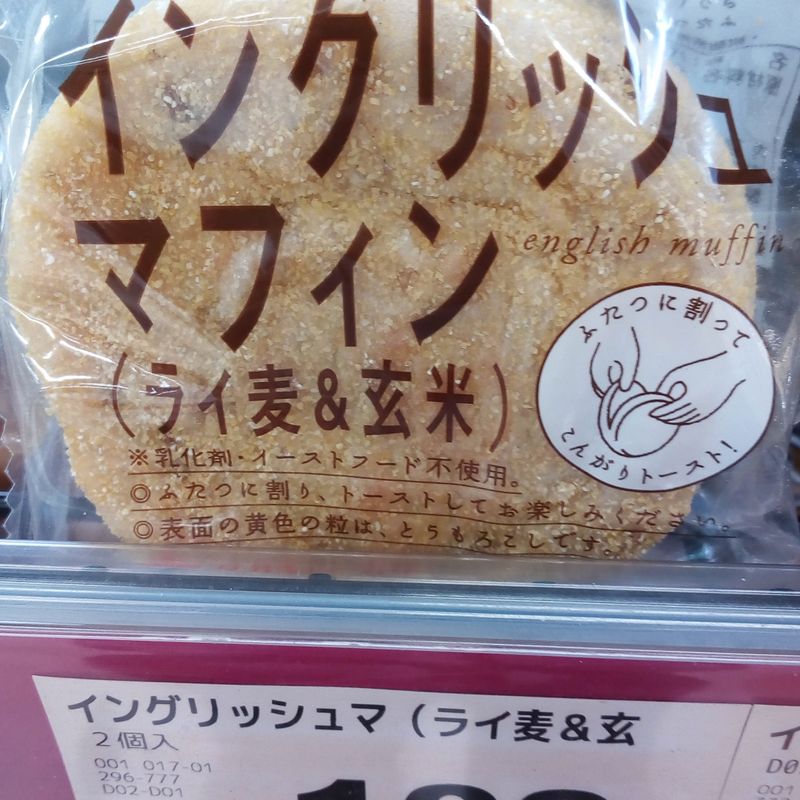 イングリッシュ
マフィン
english muffin
(ライ麦&玄米)
ふたつに割って
こんがりトースト!
※乳化剤・イーストフード不使用。
◎ふたつに割り、トーストしてお楽しみください。
◎表面の黄色の粒は、とうもろこしです。
イングリッシュマ(ライ麦&玄
2個入
001 017-01
296-777
D02-D01
イ
D0
001